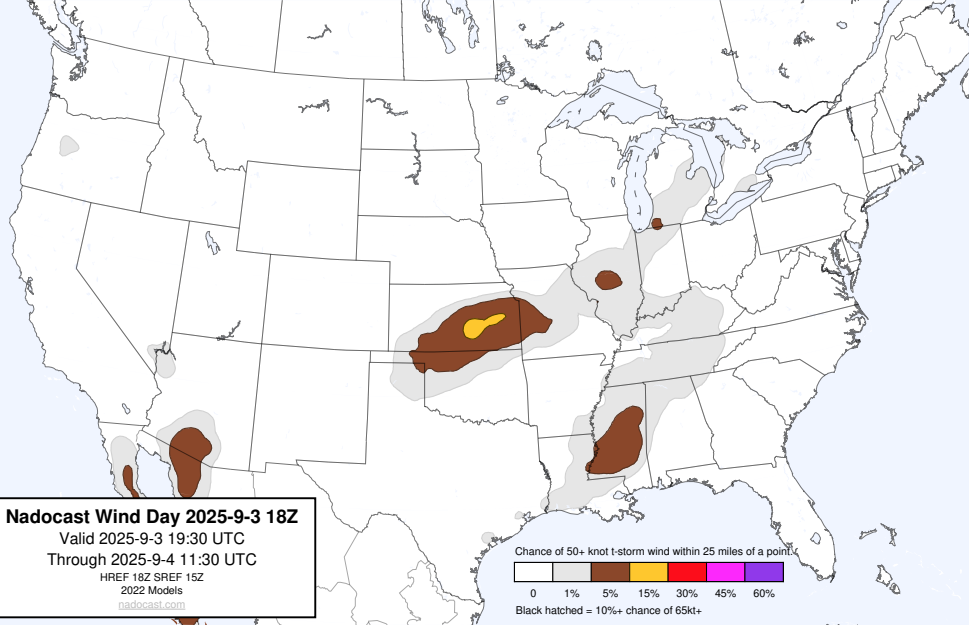 Nadocast Wind Day 2025-9-3 18Z
Valid 2025-9-3 19:30 UTC
Through 2025-9-4 11:30 UTC
HREF 18Z SREF 15Z
2022 Models
nadocast.com
Chance of 50+ knot t-storm wind within 25 miles of a point.
0 1% 5% 15% 30% 45% 60%
Black hatched = 10%+ chance of 65kt+